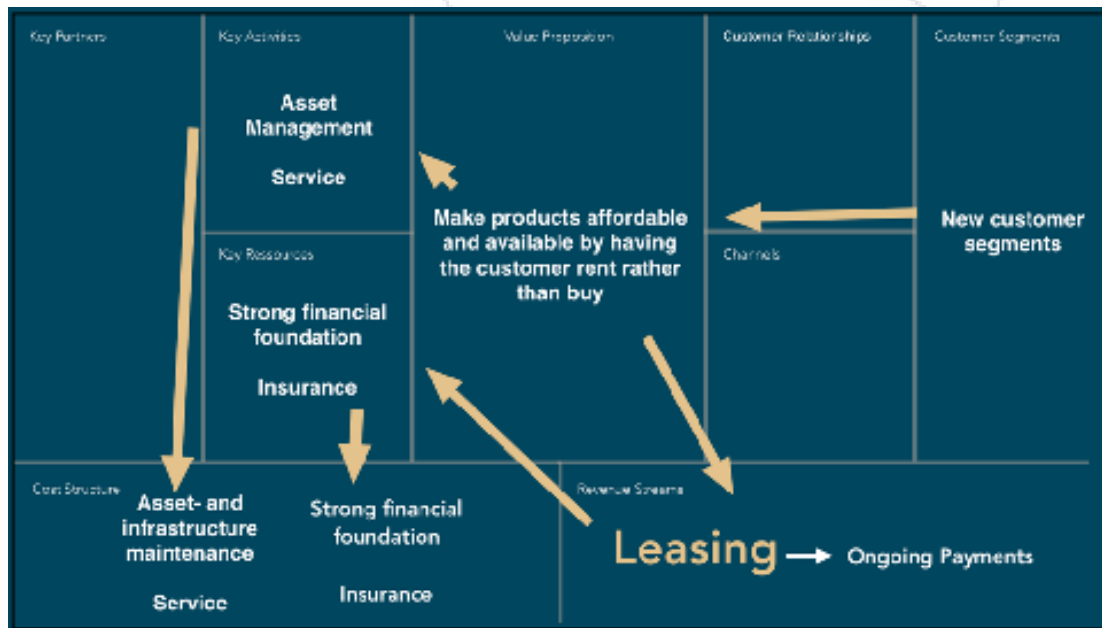 Key Partners
Key Activities
Value Proposition
Customer Relationships
Customer Segments
Asset
Management
Service
Make products affordable
and available by having
the customer rent rather
than buy
New customer
segments
Key Ressources
Channels
Strong financial
foundation
Insurance
Cost Structure
Asset- and
infrastructure
maintenance
Service
Strong financial
foundation
Insurance
Revenue Streams
Leasing
Ongoing Payments